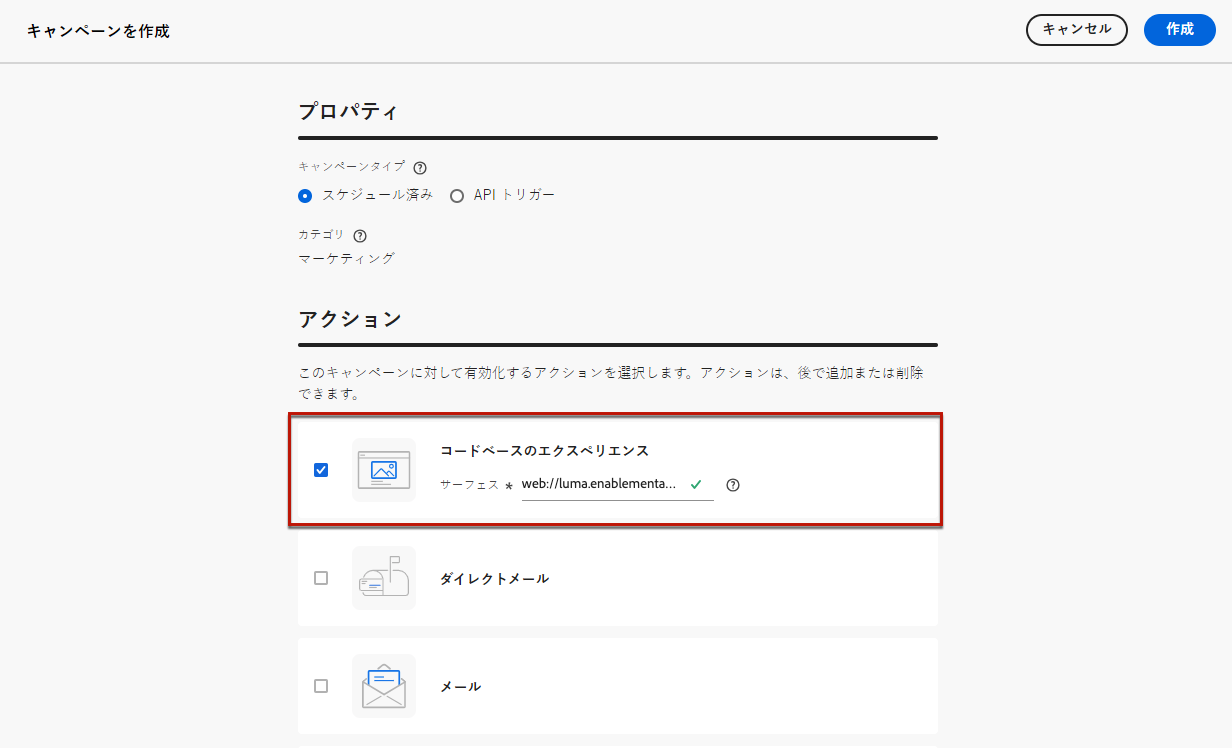 キャンペーンを作成
キャンセル
作成
プロパティ
キャンペーンタイプ
スケジュール済み
API トリガー
カテゴリ
マーケティング
アクション
このキャンペーンに対して有効化するアクションを選択します。アクションは、後で追加または削除
できます。
コードベースのエクスペリエンス
サーフェス * web://luma.enablementa...
ダイレクトメール
メール